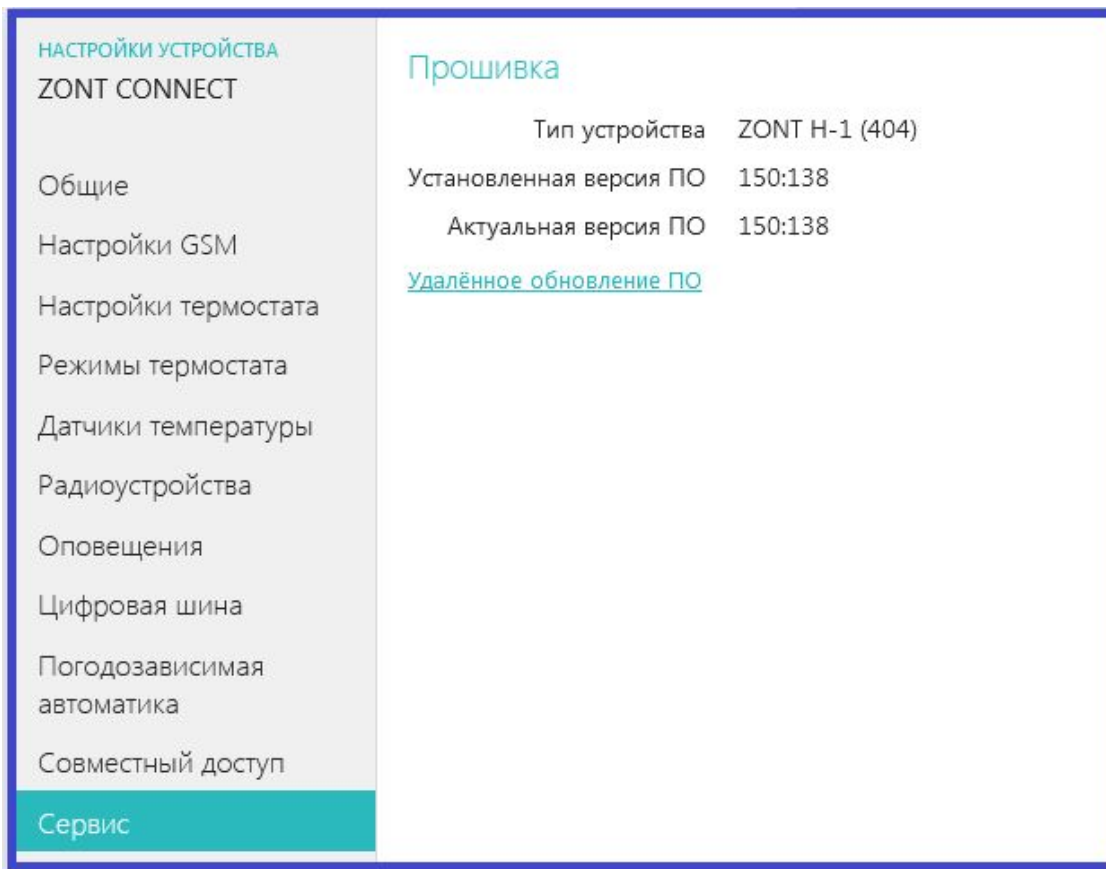 НАСТРОЙКИ УСТРОЙСТВА
ZONT CONNECT
Общие
Настройки GSM
Настройки термостата
Режимы термостата
Датчики температуры
Радиоустройства
Оповещения
Цифровая шина
Погодозависимая
автоматика
Совместный доступ
Сервис
Прошивка
Тип устройства ZONT H-1 (404)
Установленная версия ПО 150:138
Актуальная версия ПО 150:138
Удалённое обновление ПО